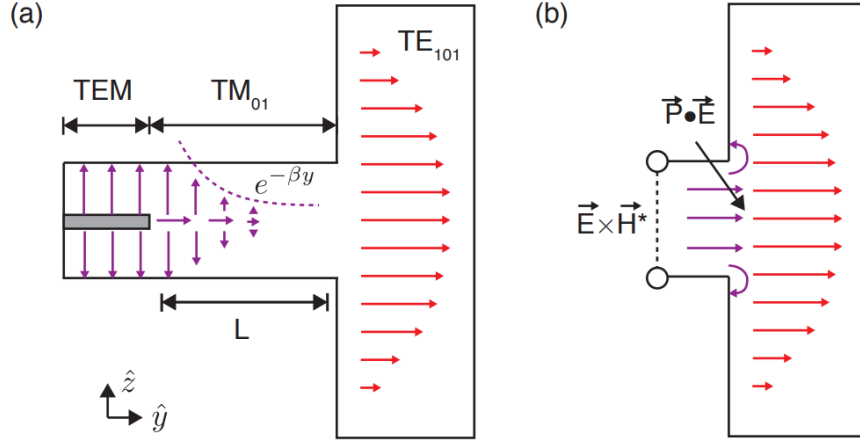 (a)
TEM
TM₀₁
TE₁₀₁
e^{-βy}
L
ẑ
ŷ
(b)
P⃗•E⃗
E⃗×H⃗*